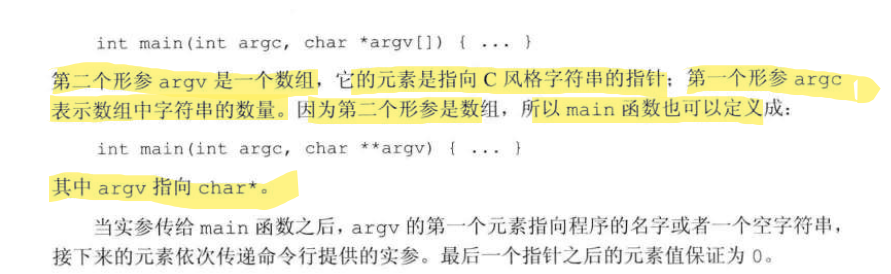 int main(int argc, char *argv[]) { ... }
第二个形参 argv 是一个数组，它的元素是指向 C 风格字符串的指针；第一个形参 argc
表示数组中字符串的数量。因为第二个形参是数组，所以 main 函数也可以定义成：
int main(int argc, char **argv) { ... }
其中 argv 指向 char*。
当实参传给 main 函数之后，argv 的第一个元素指向程序的名字或者一个空字符串，
接下来的元素依次传递命令行提供的实参。最后一个指针之后的元素值保证为 0。